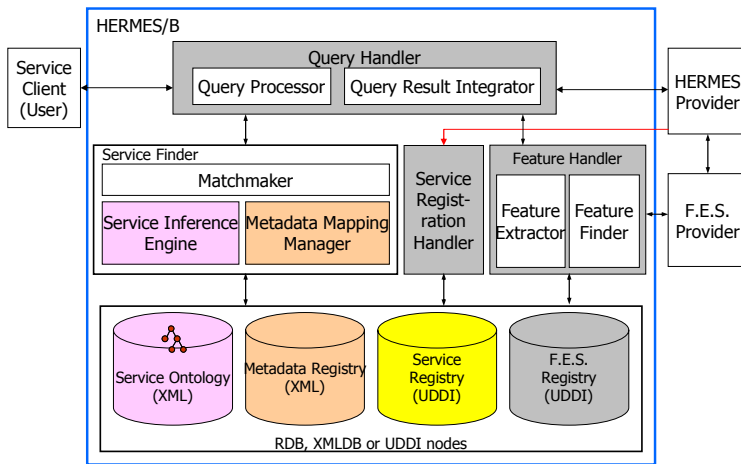 HERMES/B
Service
Client
(User)
Query Handler
Query Processor
Query Result Integrator
HERMES
Provider
Service Finder
Matchmaker
Service Inference
Engine
Metadata Mapping
Manager
Service
Regist-
ration
Handler
Feature Handler
Feature
Extractor
Feature
Finder
F.E.S.
Provider
Service Ontology
(XML)
Metadata Registry
(XML)
Service
Registry
(UDDI)
F.E.S.
Registry
(UDDI)
RDB, XMLDB or UDDI nodes